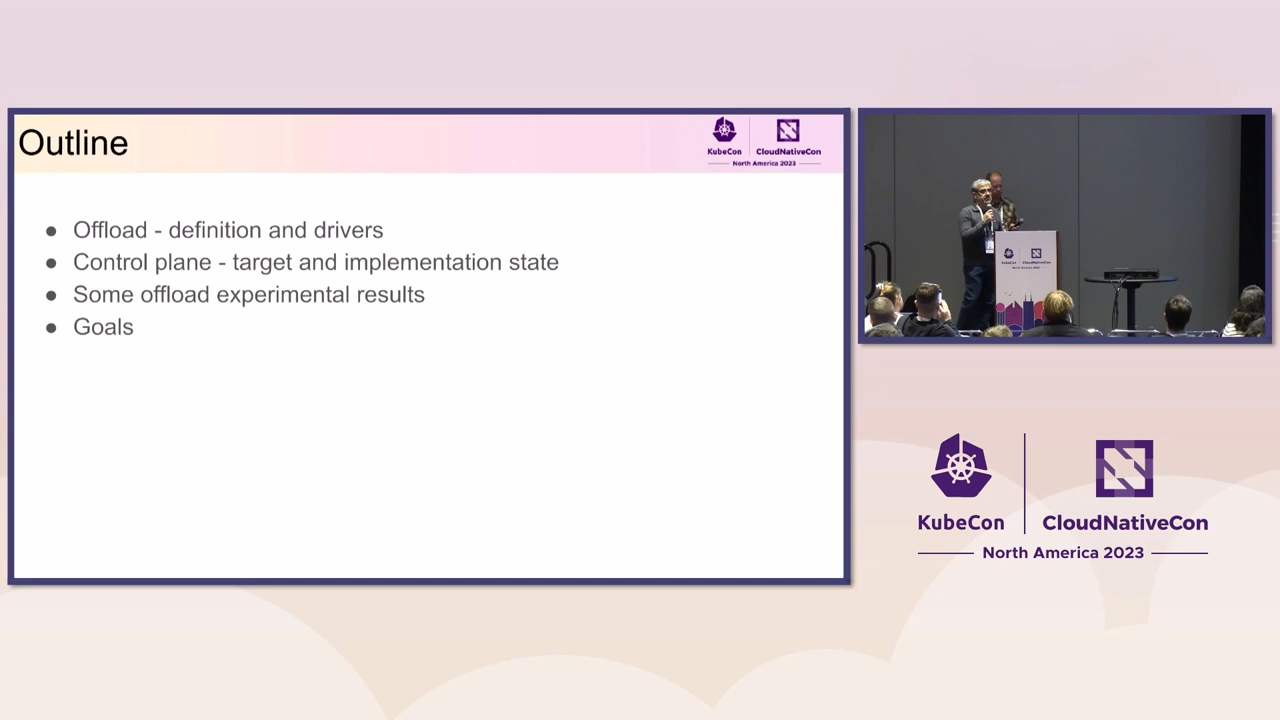 Outline
KubeCon
CloudNativeCon
North America 2023
● Offload - definition and drivers
● Control plane - target and implementation state
● Some offload experimental results
● Goals
KubeCon
CloudNativeCon
North America 2023